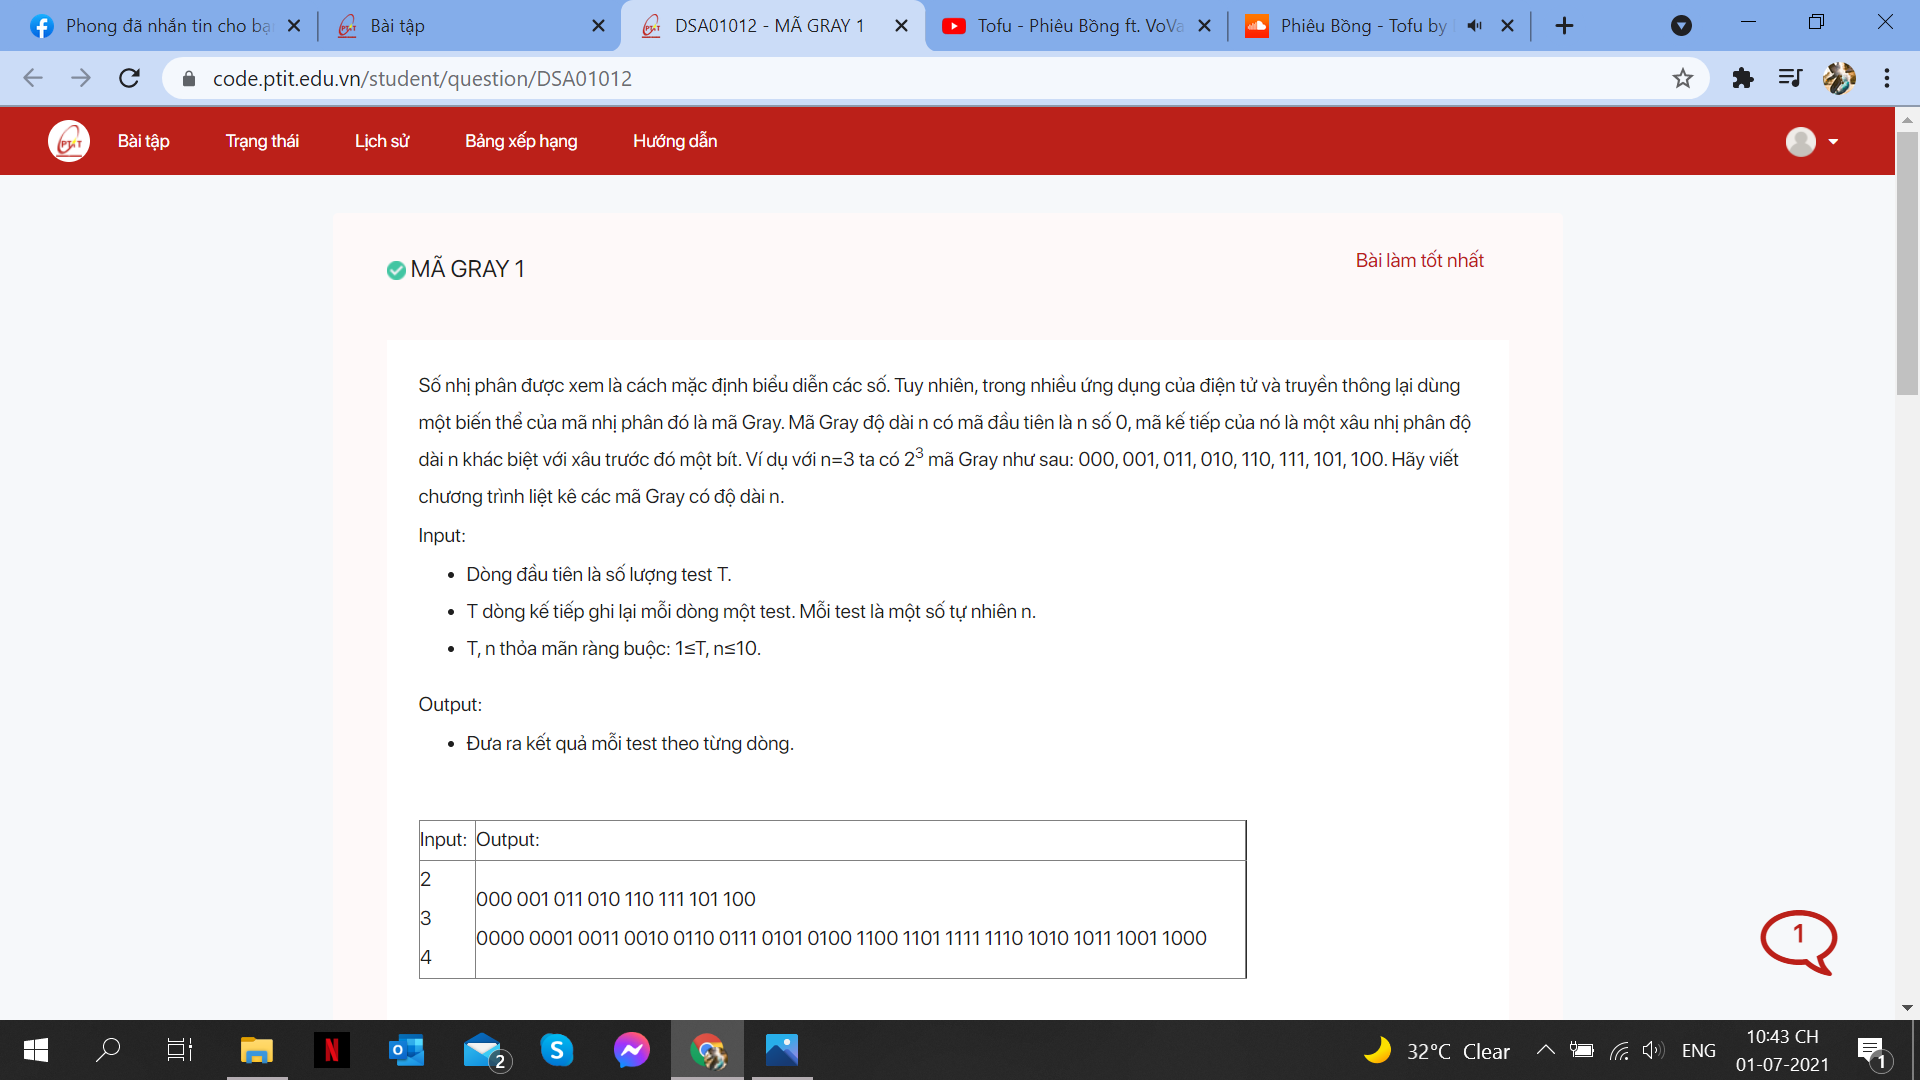 Phong đã nhắn tin cho bạ
Bài tập
DSA01012 - MÃ GRAY 1
Tofu - Phiêu Bồng ft. VoVa
Phiêu Bồng - Tofu by
code.ptit.edu.vn/student/question/DSA01012
PTIT
Bài tập
Trạng thái
Lịch sử
Bảng xếp hạng
Hướng dẫn
MÃ GRAY 1
Bài làm tốt nhất
Số nhị phân được xem là cách mặc định biểu diễn các số. Tuy nhiên, trong nhiều ứng dụng của điện tử và truyền thông lại dùng
một biến thể của mã nhị phân đó là mã Gray. Mã Gray độ dài n có mã đầu tiên là n số 0, mã kế tiếp của nó là một xâu nhị phân độ
dài n khác biệt với xâu trước đó một bít. Ví dụ với n=3 ta có 2³ mã Gray như sau: 000, 001, 011, 010, 110, 111, 101, 100. Hãy viết
chương trình liệt kê các mã Gray có độ dài n.
Input:
• Dòng đầu tiên là số lượng test T.
• T dòng kế tiếp ghi lại mỗi dòng một test. Mỗi test là một số tự nhiên n.
• T, n thỏa mãn ràng buộc: 1≤T, n≤10.
Output:
• Đưa ra kết quả mỗi test theo từng dòng.
Input: Output:
2
3
4
000 001 011 010 110 111 101 100
0000 0001 0011 0010 0110 0111 0101 0100 1100 1101 1111 1110 1010 1011 1001 1000
1
N
2
S
32°C Clear
ENG
10:43 CH
01-07-2021
1